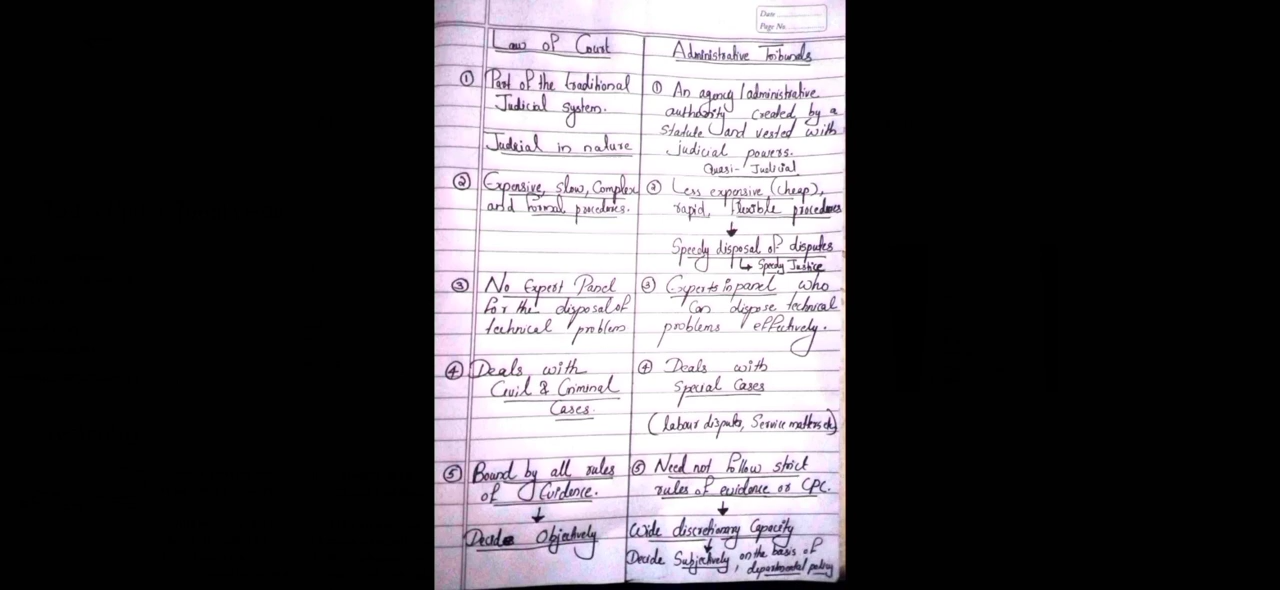 Date
Page No
Law of Court
Administrative Tribunals
① Part of the traditional
Judicial system.
Judicial in nature
① An agency / administrative
authority created by a
statute and vested with
judicial powers.
Quasi-Judicial
② Expensive, slow, Complex
and formal procedures.
② Less expensive (cheap),
rapid, flexible procedures
↓
Speedy disposal of disputes
↳ Speedy Justice
③ No Expert Panel
for the disposal of
technical problem
③ Experts in panel who
can dispose technical
problems effectively.
④ Deals with
Civil & Criminal
Cases.
④ Deals with
Special Cases
(labour disputes, Service matters
⑤ Bound by all rules
of Evidence.
↓
Decide Objectively
⑤ Need not follow strict
rules of evidence or CPC.
↓
Wide discretionary Capacity
↓
Decide Subjectively, on the basis of
departmental policy